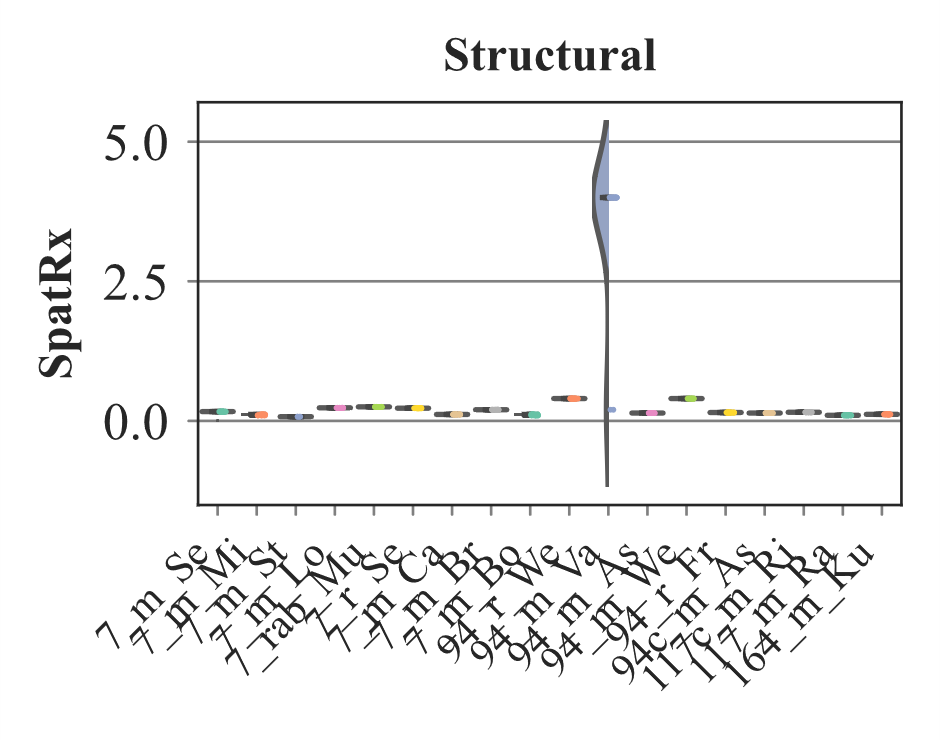 Structural
SpatRx
5.0
2.5
0.0
7_m_Se
7_m_Mi
7_m_St
7_m_Lo
7_rab_Mu
7_r_Se
7_m_Ca
7_m_Br
7_m_Bo
94_r_We
94_m_Va
94_m_As
94_m_We
94_r_Fr
94c_m_As
117c_m_Ri
117_m_Ra
164_m_Ku